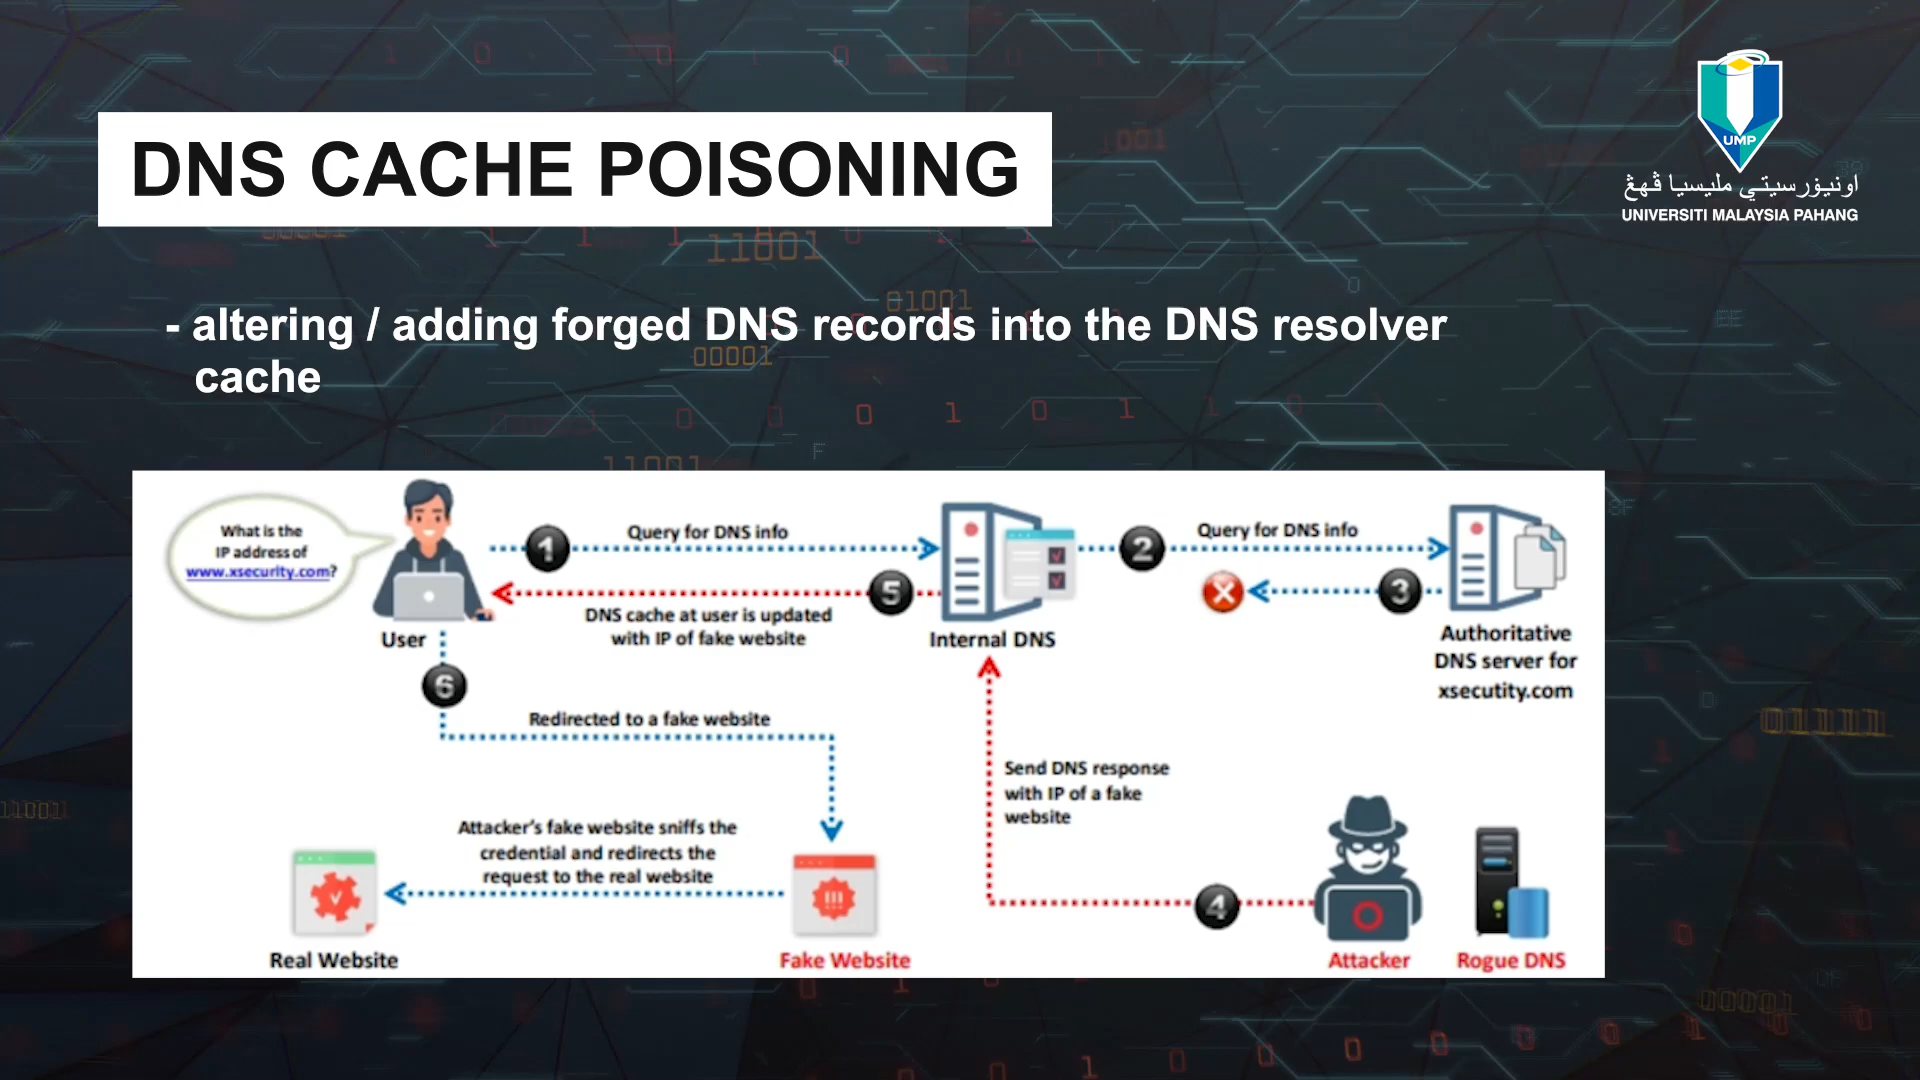 UMP
اونيۏرسيتي مليسيا ڤهڠ
UNIVERSITI MALAYSIA PAHANG
DNS CACHE POISONING
- altering / adding forged DNS records into the DNS resolver
cache
What is the
IP address of
www.xsecurity.com?
User
1
Query for DNS info
5
DNS cache at user is updated
with IP of fake website
Internal DNS
2
Query for DNS info
3
Authoritative
DNS server for
xsecutity.com
6
Redirected to a fake website
Send DNS response
with IP of a fake
website
4
Attacker's fake website sniffs the
credential and redirects the
request to the real website
Real Website
Fake Website
Attacker
Rogue DNS